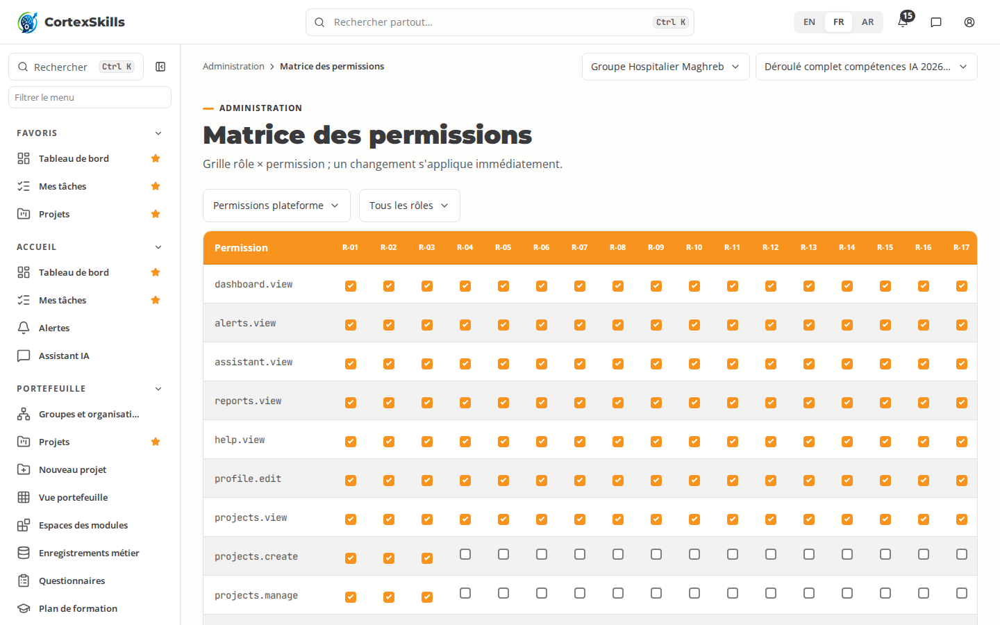 CortexSkills
Rechercher partout...
Ctrl K
EN FR AR
15
Rechercher Ctrl K
Filtrer le menu
FAVORIS
Tableau de bord
Mes tâches
Projets
ACCUEIL
Tableau de bord
Mes tâches
Alertes
Assistant IA
PORTEFEUILLE
Groupes et organisati...
Projets
Nouveau projet
Vue portefeuille
Espaces des modules
Enregistrements métier
Questionnaires
Plan de formation
Administration > Matrice des permissions
Groupe Hospitalier Maghreb
Déroulé complet compétences IA 2026...
ADMINISTRATION
Matrice des permissions
Grille rôle × permission ; un changement s'applique immédiatement.
Permissions plateforme
Tous les rôles
Permission R-01 R-02 R-03 R-04 R-05 R-06 R-07 R-08 R-09 R-10 R-11 R-12 R-13 R-14 R-15 R-16 R-17
dashboard.view
alerts.view
assistant.view
reports.view
help.view
profile.edit
projects.view
projects.create
projects.manage